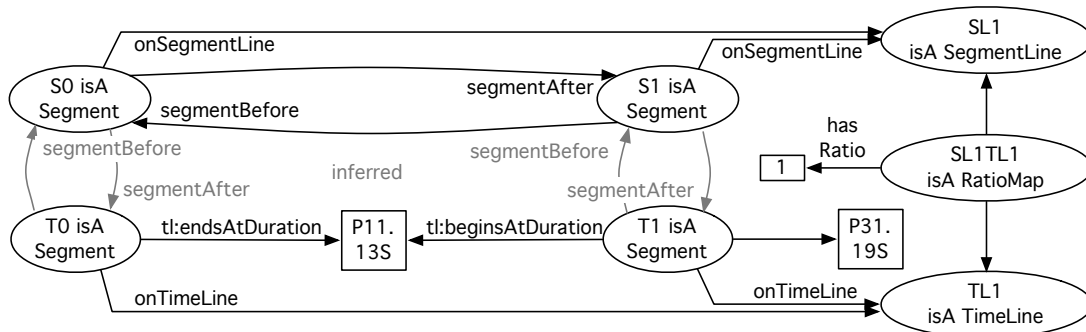 onSegmentLine
SL1
isA SegmentLine
onSegmentLine
S0 isA
Segment
segmentAfter
S1 isA
Segment
segmentBefore
has
Ratio
segmentBefore
segmentBefore
inferred
1
SL1TL1
isA RatioMap
segmentAfter
segmentAfter
T0 isA
Segment
tl:endsAtDuration
P11.
13S
tl:beginsAtDuration
T1 isA
Segment
P31.
19S
onTimeLine
onTimeLine
TL1
isA TimeLine